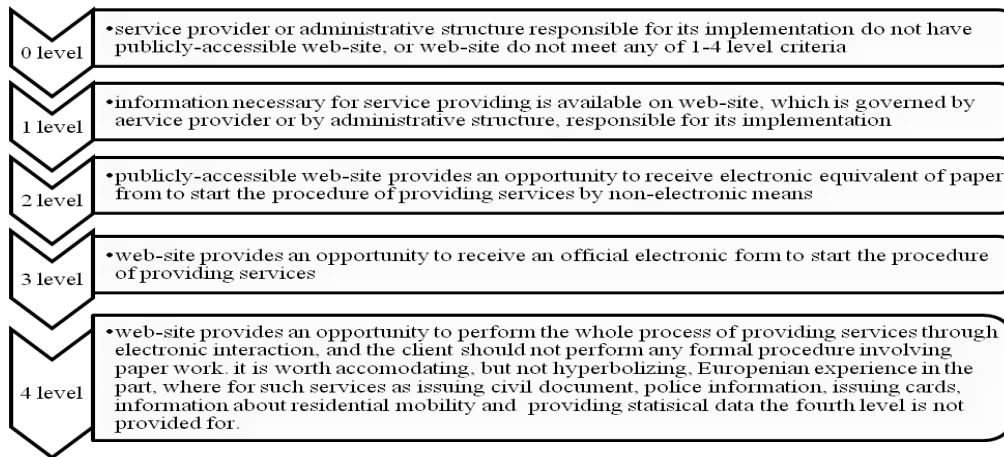 0 level
•service provider or administrative structure responsible for its implementation do not have
publicly-accessible web-site, or web-site do not meet any of 1-4 level criteria
1 level
•information necessary for service providing is available on web-site, which is governed by
aervice provider or by administrative structure, responsible for its implementation
2 level
•publicly-accessible web-site provides an opportunity to receive electronic equivalent of paper
from to start the procedure of providing services by non-electronic means
3 level
•web-site provides an opportunity to receive an official electronic form to start the procedure
of providing services
4 level
•web-site provides an opportunity to perform the whole process of providing services through
electronic interaction, and the client should not perform any formal procedure involving
paper work. it is worth accomodating, but not hyperbolizing, Europenian experience in the
part, where for such services as issuing civil document, police information, issuing cards,
information about residential mobility and providing statisical data the fourth level is not
provided for.